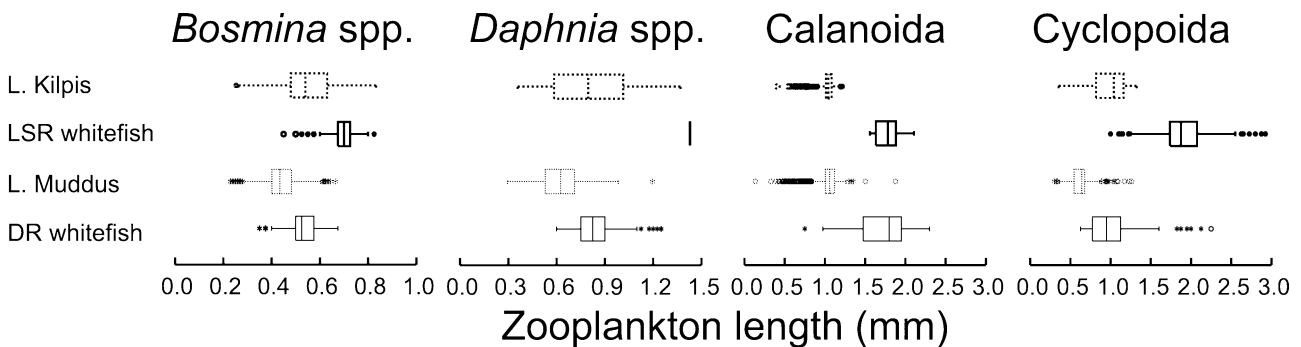 Bosmina spp. Daphnia spp. Calanoida Cyclopoida
L. Kilpis
LSR whitefish
L. Muddus
DR whitefish
0.0 0.2 0.4 0.6 0.8 1.0 0.0 0.3 0.6 0.9 1.2 1.5 0.0 0.5 1.0 1.5 2.0 2.5 3.0 0.0 0.5 1.0 1.5 2.0 2.5 3.0
Zooplankton length (mm)